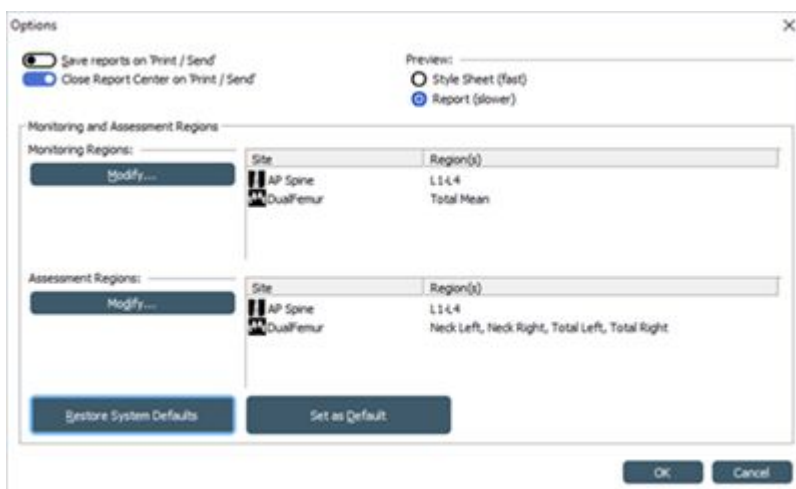 Options
Save reports on 'Print / Send'
Close Report Center on 'Print / Send'
Preview:
Style Sheet (fast)
Report (slower)
Monitoring and Assessment Regions
Monitoring Regions:
Modify...
Site Region(s)
AP Spine L1-L4
DualFemur Total Mean
Assessment Regions:
Modify...
Site Region(s)
AP Spine L1-L4
DualFemur Neck Left, Neck Right, Total Left, Total Right
Restore System Defaults Set as Default
OK Cancel